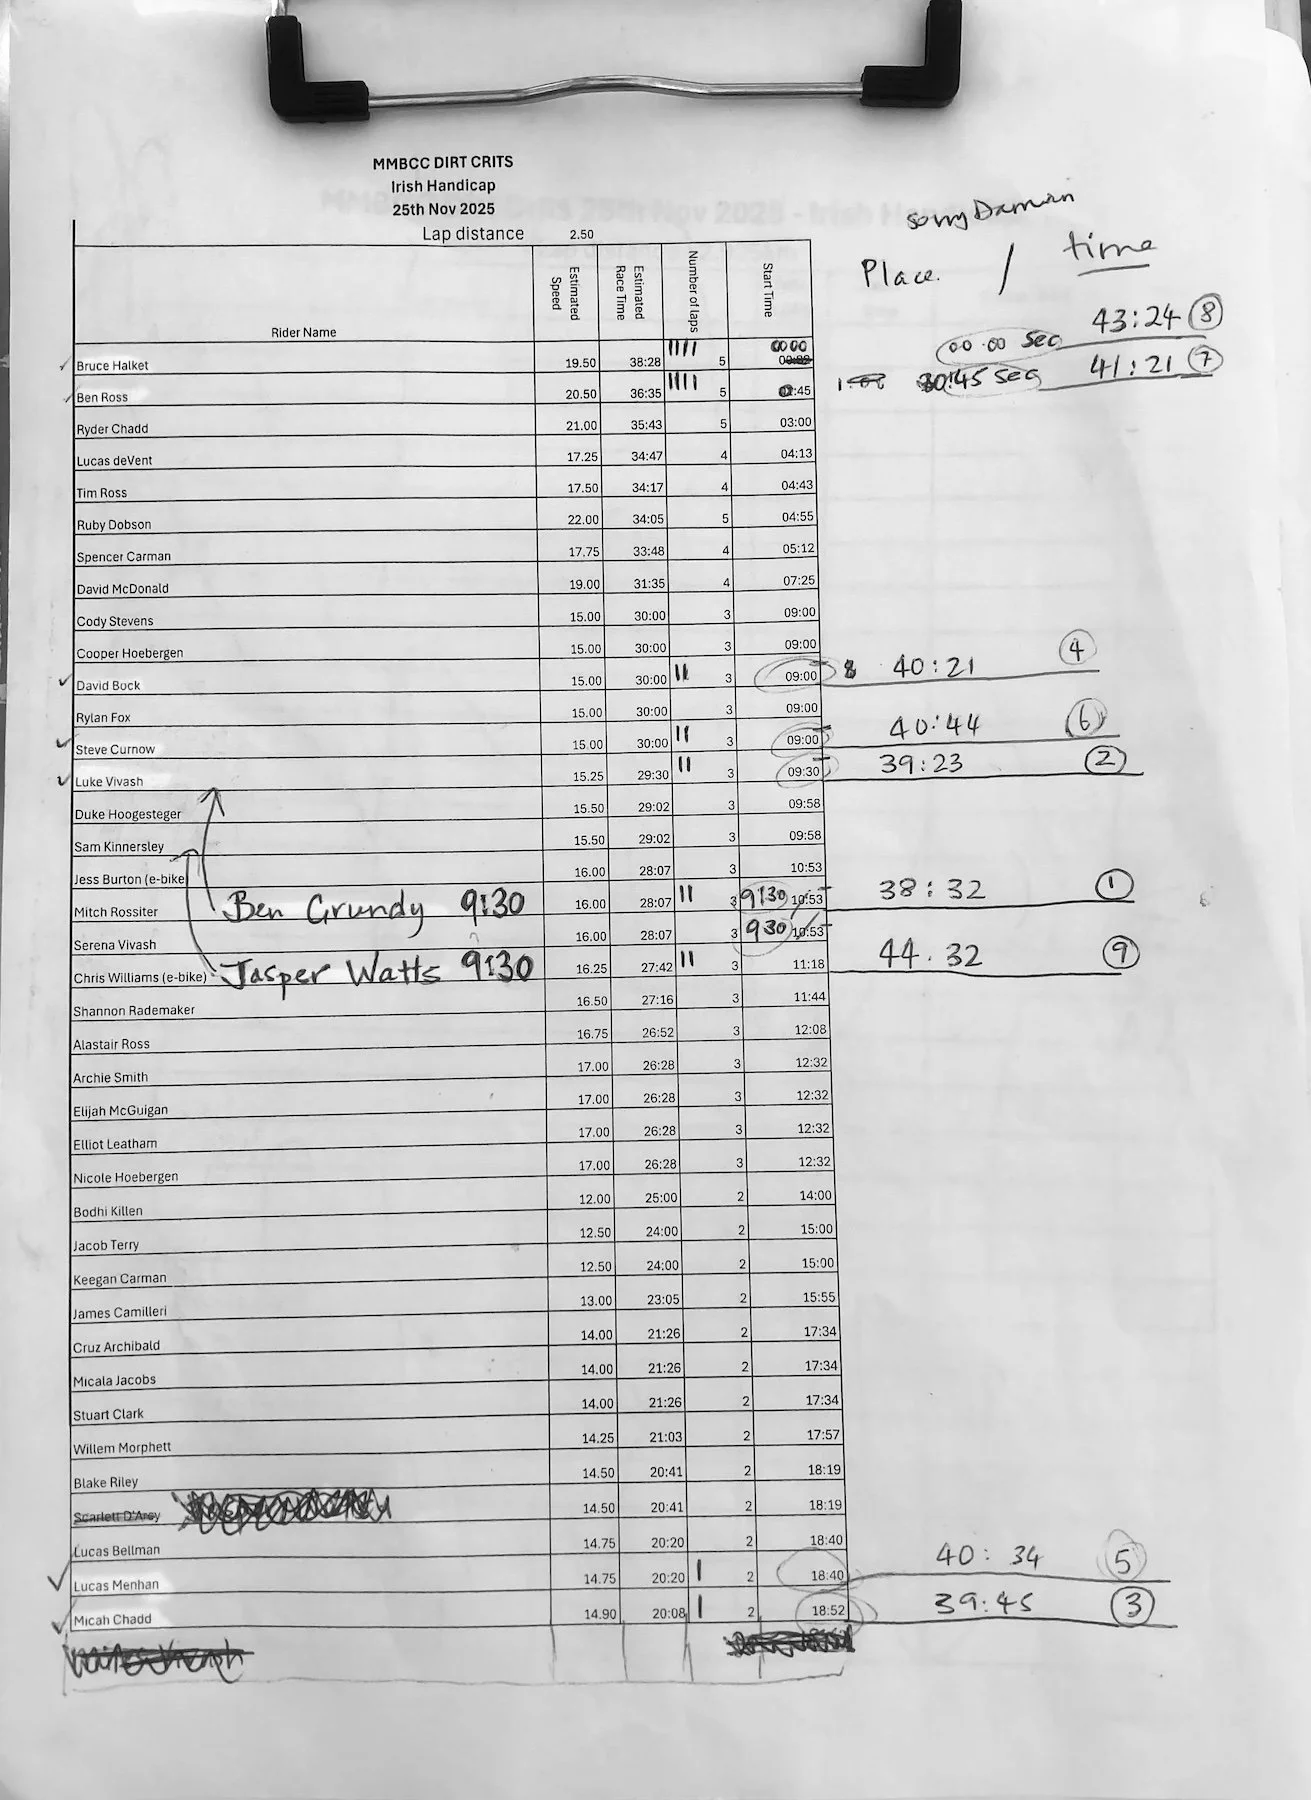 MMBCC DIRT CRITS
Irish Handicap
25th Nov 2025
Lap distance 2.50
sorry Damian
Place. / time
Rider Name Estimated Speed Estimated Race Time Number of laps Start Time
43:24 8
00.00 sec
0000
Bruce Halket 19.50 38:28 5
Ben Ross 20.50 36:35 5 :45 45 sec 41:21 7
Ryder Chadd 21.00 35:43 5 03:00
Lucas deVent 17.25 34:47 4 04:13
Tim Ross 17.50 34:17 4 04:43
Ruby Dobson 22.00 34:05 5 04:55
Spencer Carman 17.75 33:48 4 05:12
David McDonald 19.00 31:35 4 07:25
Cody Stevens 15.00 30:00 3 09:00
Cooper Hoebergen 15.00 30:00 3 09:00
David Bock 15.00 30:00 3 09:00 40:21 4
Rylan Fox 15.00 30:00 3 09:00
Steve Curnow 15.00 30:00 3 09:00 40:44 6
Luke Vivash 15.25 29:30 3 09:30 39:23 2
Duke Hoogesteger 15.50 29:02 3 09:58
Sam Kinnersley 15.50 29:02 3 09:58
Jess Burton (e-bike 16.00 28:07 3 10:53
Mitch Rossiter Ben Grundy 9:30 16.00 28:07 3 9:30 10:53 38:32 1
Serena Vivash 16.00 28:07 3 9 30 10:53
Chris Williams (e-bike) Jasper Watts 9:30 16.25 27:42 3 11:18 44.32 9
Shannon Rademaker 16.50 27:16 3 11:44
Alastair Ross 16.75 26:52 3 12:08
Archie Smith 17.00 26:28 3 12:32
Elijah McGuigan 17.00 26:28 3 12:32
Elliot Leatham 17.00 26:28 3 12:32
Nicole Hoebergen 17.00 26:28 3 12:32
Bodhi Killen 12.00 25:00 2 14:00
Jacob Terry 12.50 24:00 2 15:00
Keegan Carman 12.50 24:00 2 15:00
James Camilleri 13.00 23:05 2 15:55
Cruz Archibald 14.00 21:26 2 17:34
Micala Jacobs 14.00 21:26 2 17:34
Stuart Clark 14.00 21:26 2 17:34
Willem Morphett 14.25 21:03 2 17:57
Blake Riley 14.50 20:41 2 18:19
Scarlett D'Arcy 14.50 20:41 2 18:19
Lucas Bellman 14.75 20:20 2 18:40
Lucas Menhan 14.75 20:20 2 18:40 40:34 5
Micah Chadd 14.90 20:08 2 18:52 39:45 3